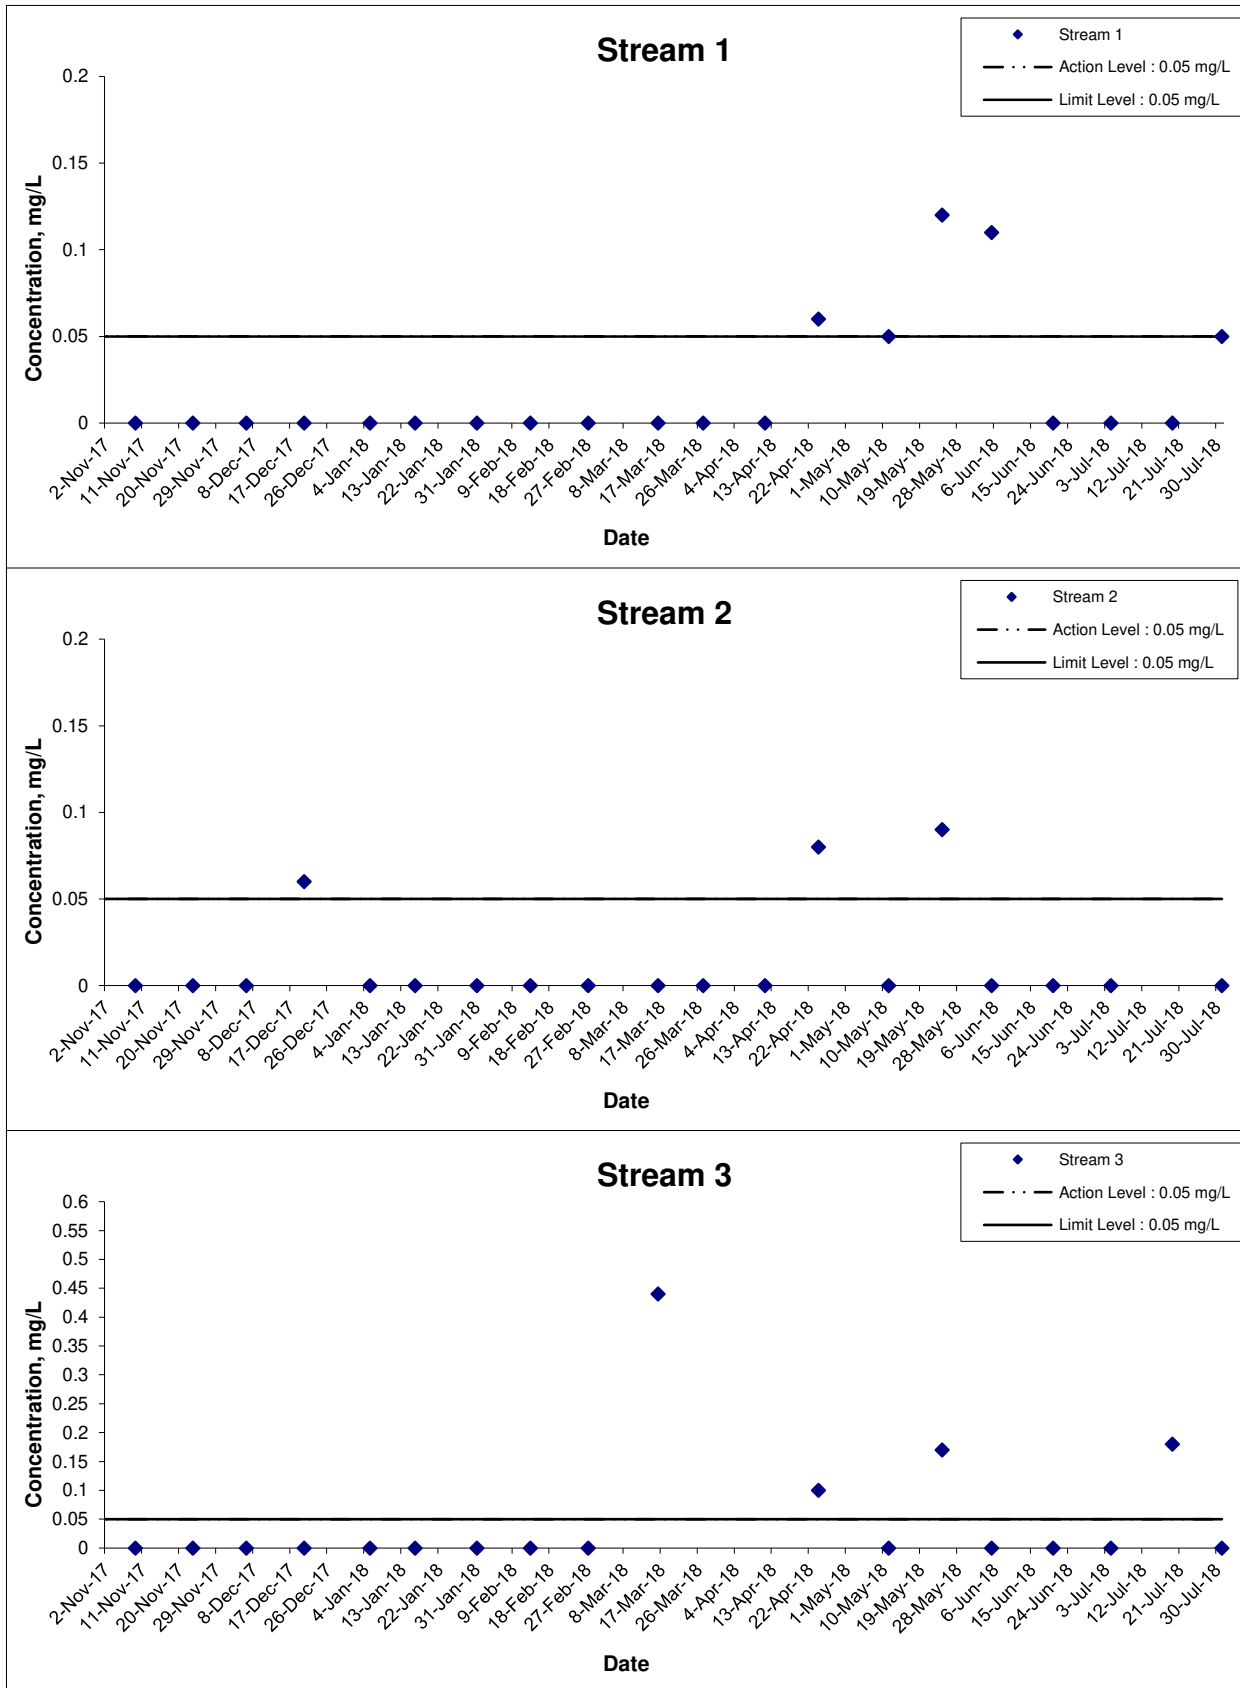 Stream 1
Stream 1
Action Level : 0.05 mg/L
Limit Level : 0.05 mg/L
Concentration, mg/L
0.2
0.15
0.1
0.05
0
2-Nov-17
11-Nov-17
20-Nov-17
29-Nov-17
8-Dec-17
17-Dec-17
26-Dec-17
4-Jan-18
13-Jan-18
22-Jan-18
31-Jan-18
9-Feb-18
18-Feb-18
27-Feb-18
8-Mar-18
17-Mar-18
26-Mar-18
4-Apr-18
13-Apr-18
22-Apr-18
1-May-18
10-May-18
19-May-18
28-May-18
6-Jun-18
15-Jun-18
24-Jun-18
3-Jul-18
12-Jul-18
21-Jul-18
30-Jul-18
Date
Stream 2
Stream 2
Action Level : 0.05 mg/L
Limit Level : 0.05 mg/L
Concentration, mg/L
0.2
0.15
0.1
0.05
0
2-Nov-17
11-Nov-17
20-Nov-17
29-Nov-17
8-Dec-17
17-Dec-17
26-Dec-17
4-Jan-18
13-Jan-18
22-Jan-18
31-Jan-18
9-Feb-18
18-Feb-18
27-Feb-18
8-Mar-18
17-Mar-18
26-Mar-18
4-Apr-18
13-Apr-18
22-Apr-18
1-May-18
10-May-18
19-May-18
28-May-18
6-Jun-18
15-Jun-18
24-Jun-18
3-Jul-18
12-Jul-18
21-Jul-18
30-Jul-18
Date
Stream 3
Stream 3
Action Level : 0.05 mg/L
Limit Level : 0.05 mg/L
Concentration, mg/L
0.6
0.55
0.5
0.45
0.4
0.35
0.3
0.25
0.2
0.15
0.1
0.05
0
2-Nov-17
11-Nov-17
20-Nov-17
29-Nov-17
8-Dec-17
17-Dec-17
26-Dec-17
4-Jan-18
13-Jan-18
22-Jan-18
31-Jan-18
9-Feb-18
18-Feb-18
27-Feb-18
8-Mar-18
17-Mar-18
26-Mar-18
4-Apr-18
13-Apr-18
22-Apr-18
1-May-18
10-May-18
19-May-18
28-May-18
6-Jun-18
15-Jun-18
24-Jun-18
3-Jul-18
12-Jul-18
21-Jul-18
30-Jul-18
Date